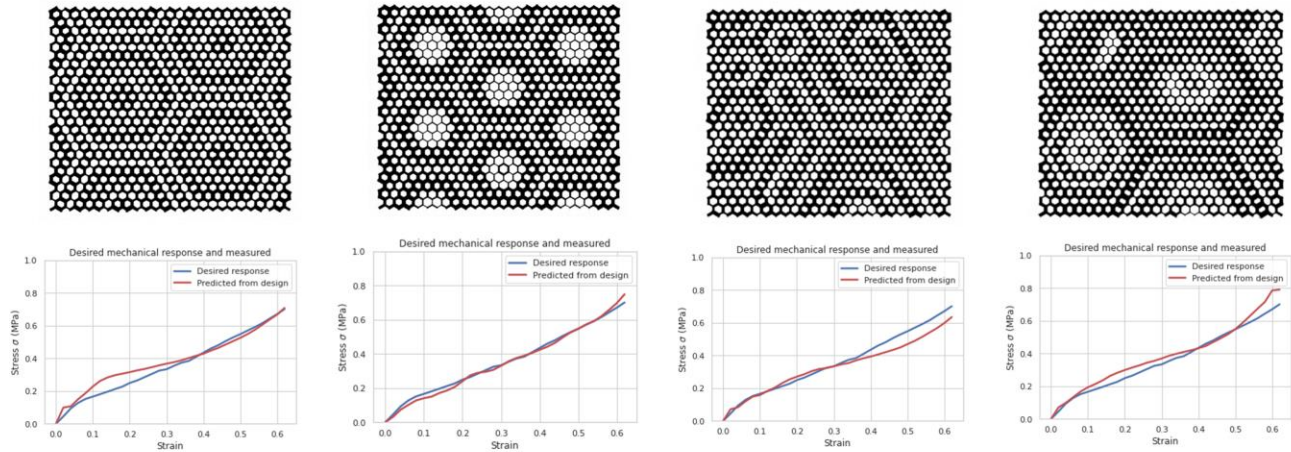 Desired mechanical response and measured
1.0
0.8
0.6
0.4
0.2
0.0
Stress σ (MPa)
Desired response
Predicted from design
0.0 0.1 0.2 0.3 0.4 0.5 0.6
Strain
Desired mechanical response and measured
1.0
0.8
0.6
0.4
0.2
0.0
Stress σ (MPa)
Desired response
Predicted from design
0.0 0.1 0.2 0.3 0.4 0.5 0.6
Strain
Desired mechanical response and measured
1.0
0.8
0.6
0.4
0.2
0.0
Stress σ (MPa)
Desired response
Predicted from design
0.0 0.1 0.2 0.3 0.4 0.5 0.6
Strain
Desired mechanical response and measured
1.0
0.8
0.6
0.4
0.2
0.0
Stress σ (MPa)
Desired response
Predicted from design
0.0 0.1 0.2 0.3 0.4 0.5 0.6
Strain